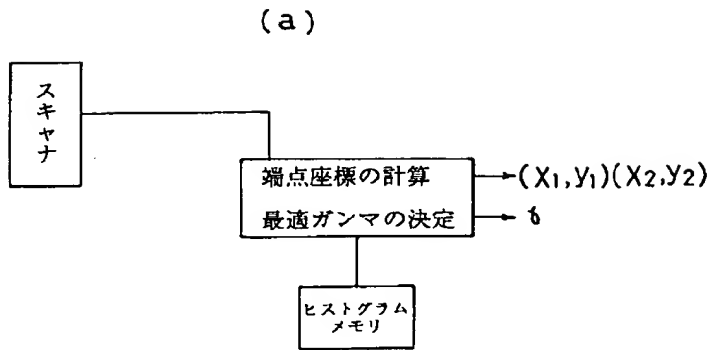 (a)
スキャナ
端点座標の計算
(X1,Y1)(X2,Y2)
最適ガンマの決定
γ
ヒストグラム
メモリ